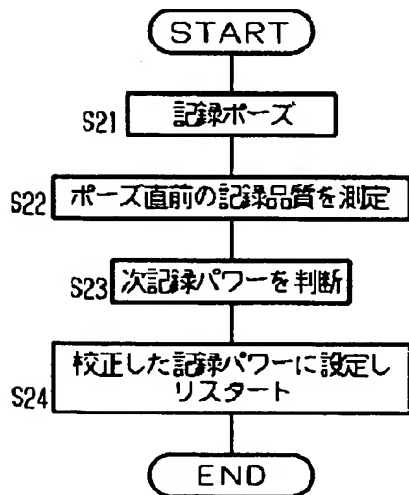 START
S21 記録ポーズ
S22 ポーズ直前の記録品質を測定
S23 次記録パワーを判断
校正した記録パワーに設定し
S24 リスタート
END